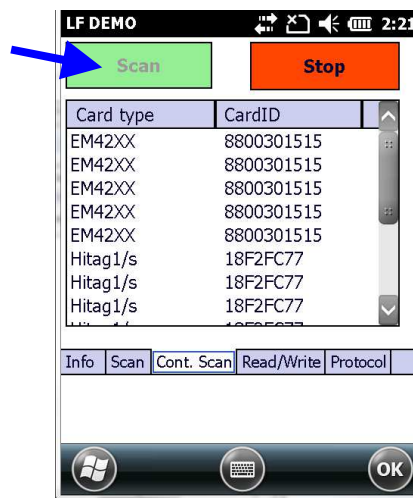 LF DEMO 2:21
Scan Stop
Card type CardID
EM42XX 8800301515
EM42XX 8800301515
EM42XX 8800301515
EM42XX 8800301515
EM42XX 8800301515
Hitag1/s 18F2FC77
Hitag1/s 18F2FC77
Hitag1/s 18F2FC77
Info Scan Cont. Scan Read/Write Protocol
OK